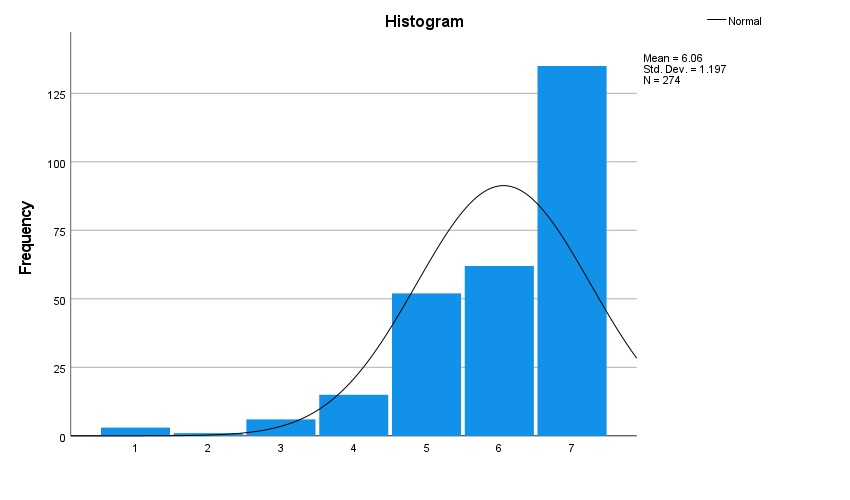 Histogram
Normal
Mean = 6.06
Std. Dev. = 1.197
N = 274
Frequency
125
100
75
50
25
0
1 2 3 4 5 6 7